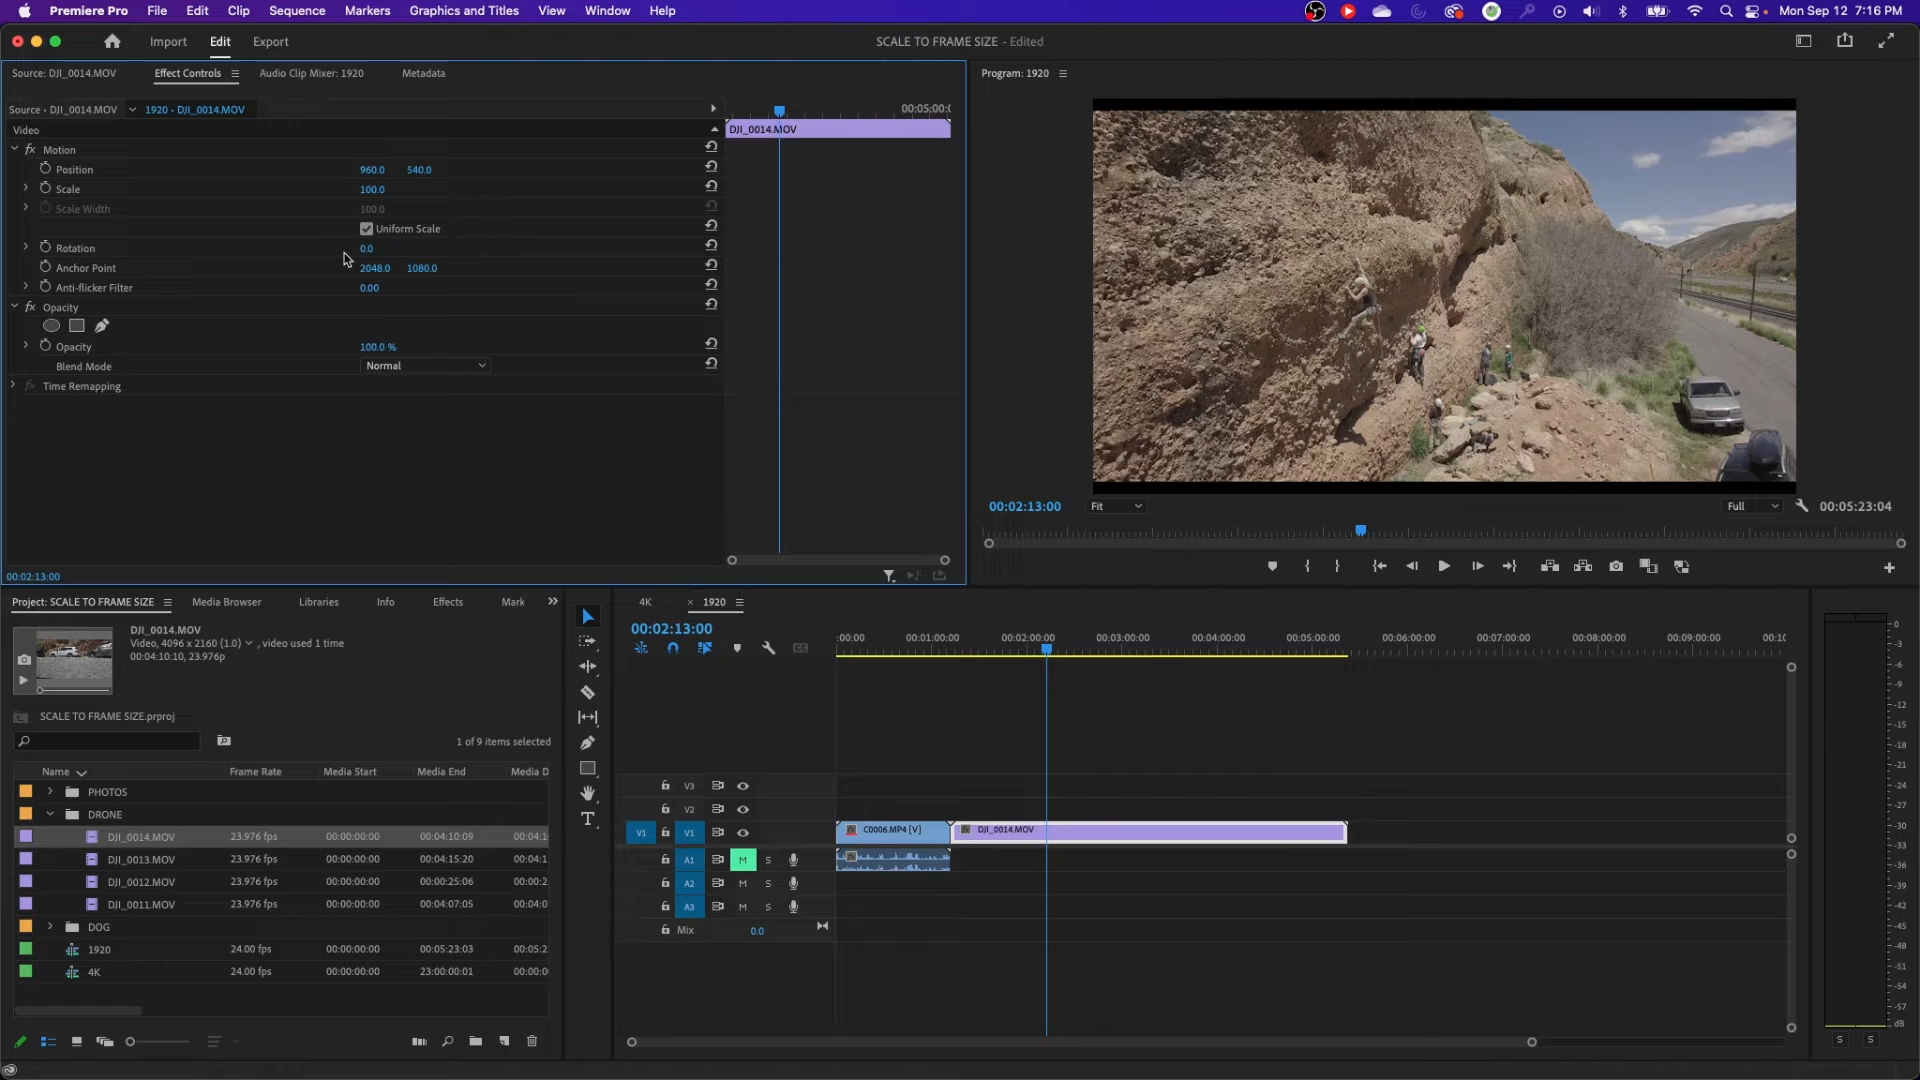 Premiere Pro File Edit Clip Sequence Markers Graphics and Titles View Window Help Mon Sep 12 7:16 PM
Import Edit Export SCALE TO FRAME SIZE - Edited
Source: DJI_0014.MOV Effect Controls Audio Clip Mixer: 1920 Metadata
Program: 1920
Source • DJI_0014.MOV 1920 • DJI_0014.MOV 00:05:00:0
Video
DJI_0014.MOV
fx Motion
Position 960.0 540.0
Scale 100.0
Scale Width 100.0
Uniform Scale
Rotation 0.0
Anchor Point 2048.0 1080.0
Anti-flicker Filter 0.00
fx Opacity
Opacity 100.0 %
Blend Mode Normal
fx Time Remapping
00:02:13:00
00:02:13:00 Fit Full 00:05:23:04
Project: SCALE TO FRAME SIZE Media Browser Libraries Info Effects Mark
DJI_0014.MOV
Video, 4096 x 2160 (1.0) , video used 1 time
00:04:10:10, 23.976p
SCALE TO FRAME SIZE.prproj
1 of 9 items selected
Name Frame Rate Media Start Media End Media D
PHOTOS
DRONE
DJI_0014.MOV 23.976 fps 00:00:00:00 00:04:10:09 00:04:1
DJI_0013.MOV 23.976 fps 00:00:00:00 00:04:15:20 00:04:1
DJI_0012.MOV 23.976 fps 00:00:00:00 00:00:25:06 00:00:2
DJI_0011.MOV 23.976 fps 00:00:00:00 00:04:07:05 00:04:0
DOG
1920 24.00 fps 00:00:00:00 00:05:23:03 00:05:2
4K 24.00 fps 00:00:00:00 23:00:00:01 00:00:0
4K 1920
00:02:13:00
:00:00 00:01:00:00 00:02:00:00 00:03:00:00 00:04:00:00 00:05:00:00 00:06:00:00 00:07:00:00 00:08:00:00 00:09:00:00 00:10
V3
V2
V1 V1 C0006.MP4 [V] DJI_0014.MOV
A1 M S
A2 M S
A3 M S
Mix 0.0
0
-3
-6
-9
-12
-15
-18
-21
-24
-27
-30
-33
-36
-39
-42
-45
-48
-51
-54
-57
dB
S S